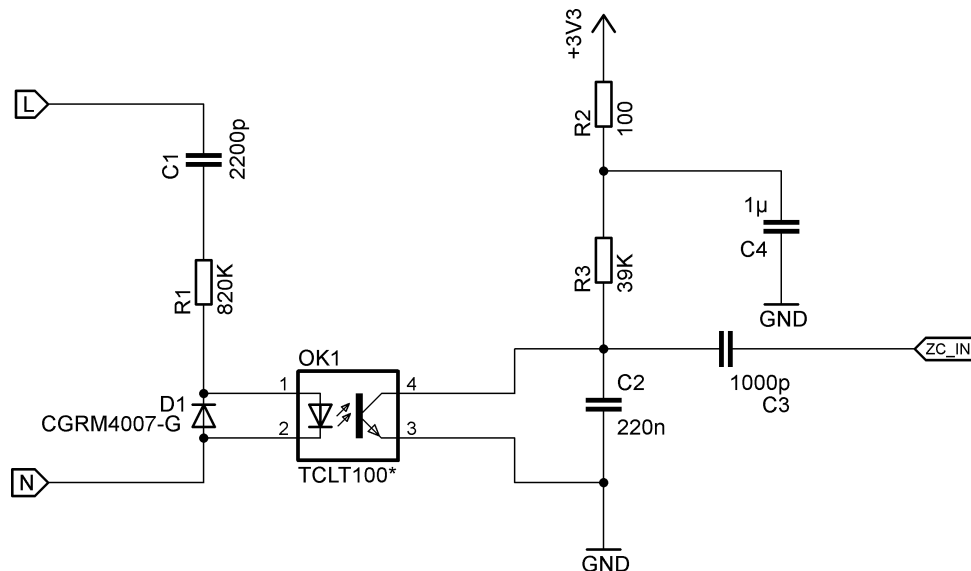 +3V3
R2
100
L
C1
2200p
1µ
C4
R3
39K
R1
820K
GND
OK1
ZC_IN
1
4
D1
CGRM4007-G
C2
1000p
C3
220n
2
3
TCLT100*
N
GND